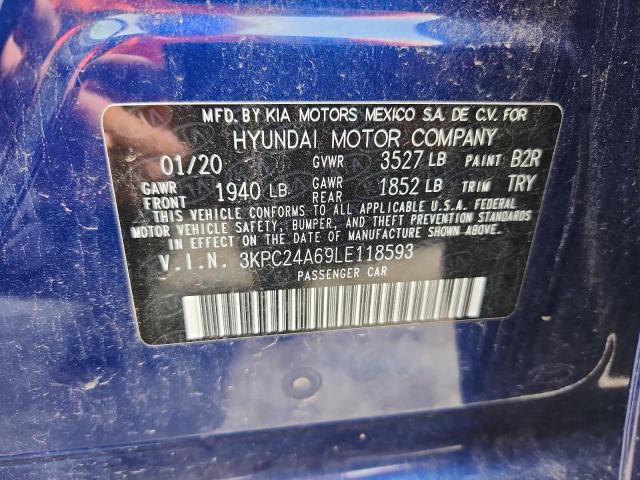 MFD. BY KIA MOTORS MEXICO S.A. DE C.V. FOR
HYUNDAI MOTOR COMPANY
01/20 GVWR 3527 LB PAINT B2R
GAWR FRONT 1940 LB GAWR REAR 1852 LB TRIM TRY
THIS VEHICLE CONFORMS TO ALL APPLICABLE U.S.A. FEDERAL
MOTOR VEHICLE SAFETY, BUMPER, AND THEFT PREVENTION STANDARDS
IN EFFECT ON THE DATE OF MANUFACTURE SHOWN ABOVE.
V.I.N. 3KPC24A69LE118593
PASSENGER CAR